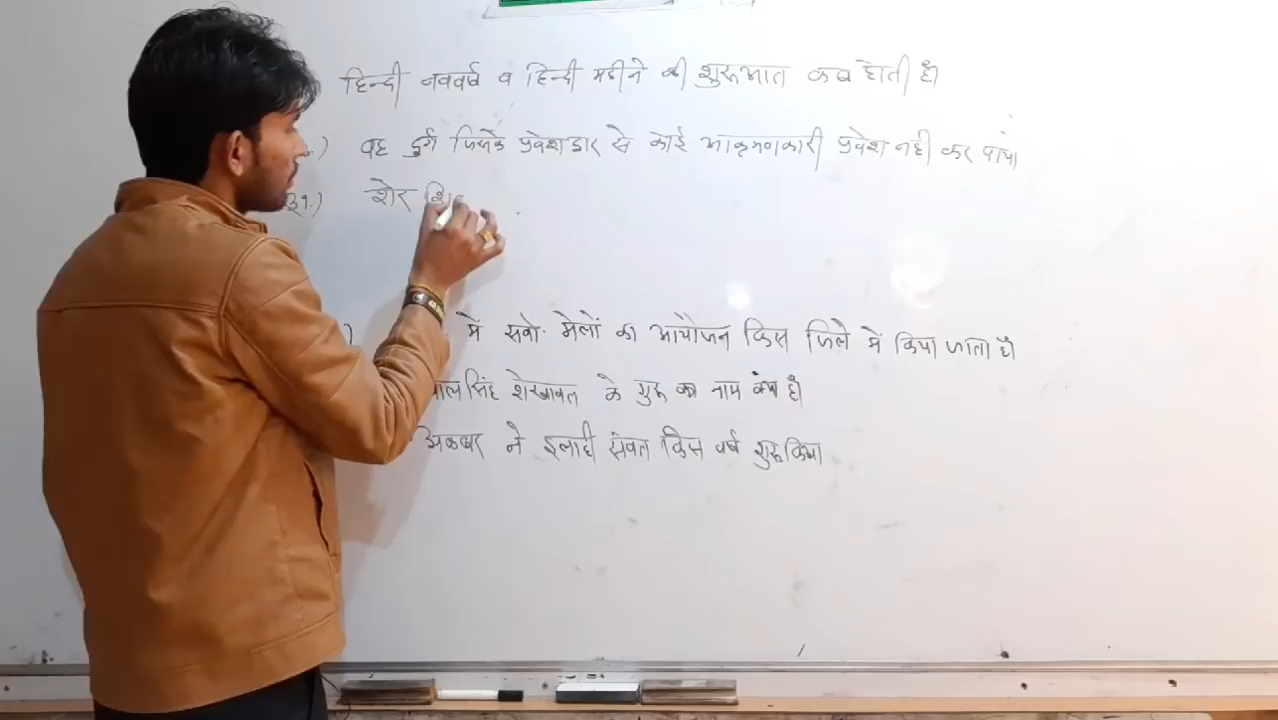 हिन्दी नववर्ष व हिन्दी महीने की शुरुआत कब होती हैं
.) वह दुर्ग जिसके प्रवेश द्वार से कोई आक्रमणकारी प्रवेश नही कर पाया
31.) शेर शि
) में सर्वा. मेलों का आयोजन किस जिले में किया जाता हैं
पाल सिंह शेखावत के गुरु का नाम क्या हैं
अकबर ने इलाही संवत किस वर्ष शुरू किया